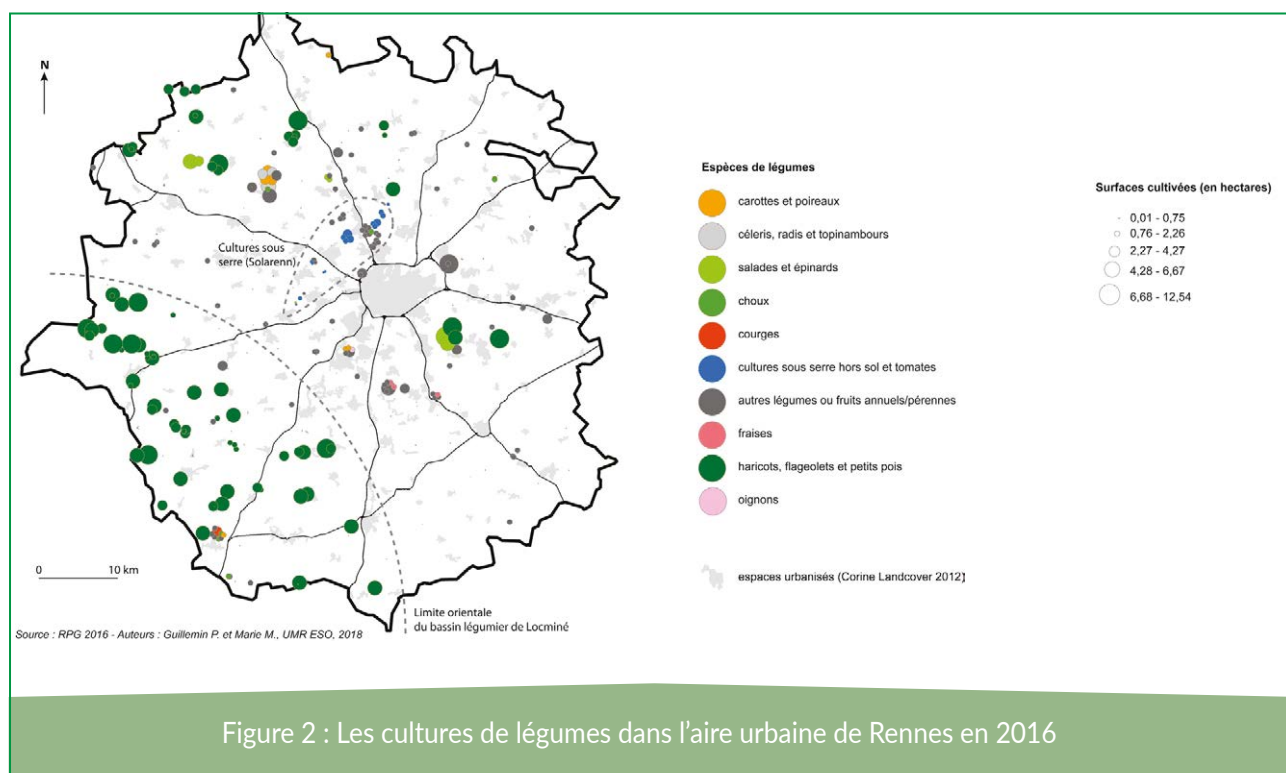 N
Cultures sous
serre (Solarenn)
0 10 km
Limite orientale
du bassin légumier de Locminé
Source : RPG 2016 - Auteurs : Guillemin P. et Marie M., UMR ESO, 2018
Espèces de légumes
carottes et poireaux
céleris, radis et topinambours
salades et épinards
choux
courges
cultures sous serre hors sol et tomates
autres légumes ou fruits annuels/pérennes
fraises
haricots, flageolets et petits pois
oignons
espaces urbanisés (Corine Landcover 2012)
Surfaces cultivées (en hectares)
0,01 - 0,75
0,76 - 2,26
2,27 - 4,27
4,28 - 6,67
6,68 - 12,54
Figure 2 : Les cultures de légumes dans l’aire urbaine de Rennes en 2016